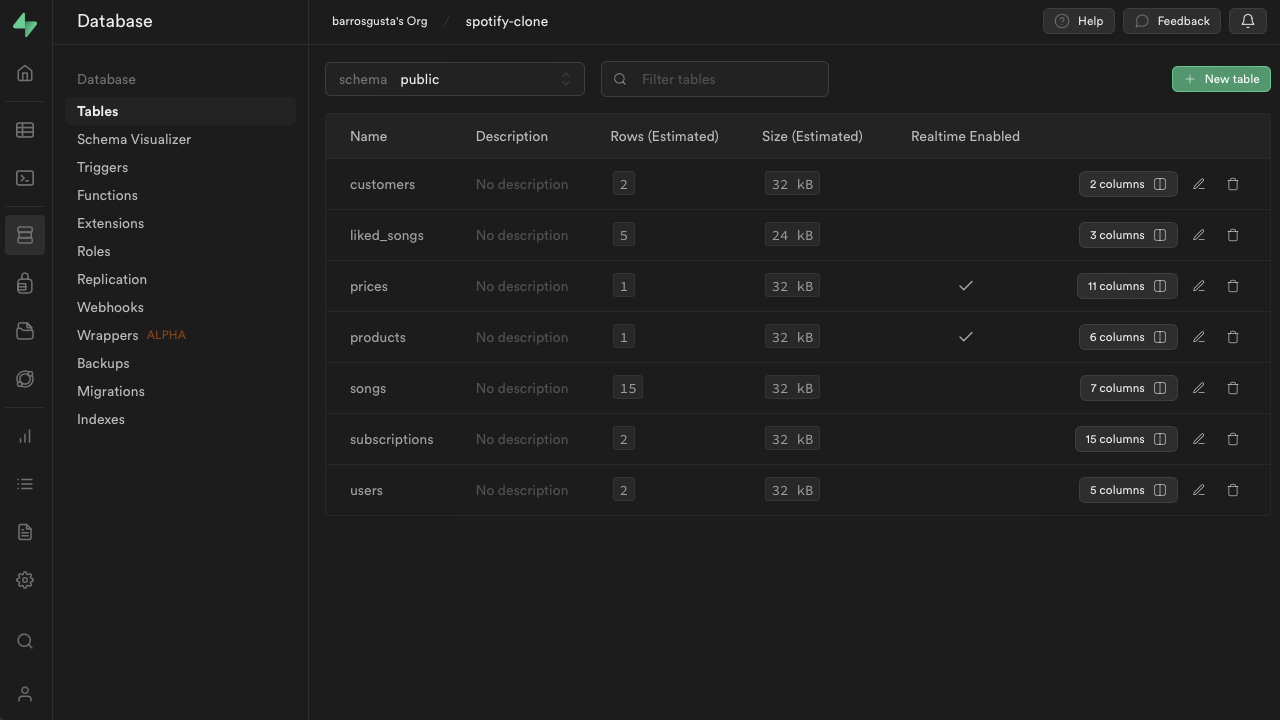 Database
barrosgusta's Org / spotify-clone
Help
Feedback
Database
Tables
Schema Visualizer
Triggers
Functions
Extensions
Roles
Replication
Webhooks
Wrappers ALPHA
Backups
Migrations
Indexes
schema public
Filter tables
New table
Name Description Rows (Estimated) Size (Estimated) Realtime Enabled
customers No description 2 32 kB 2 columns
liked_songs No description 5 24 kB 3 columns
prices No description 1 32 kB 11 columns
products No description 1 32 kB 6 columns
songs No description 15 32 kB 7 columns
subscriptions No description 2 32 kB 15 columns
users No description 2 32 kB 5 columns